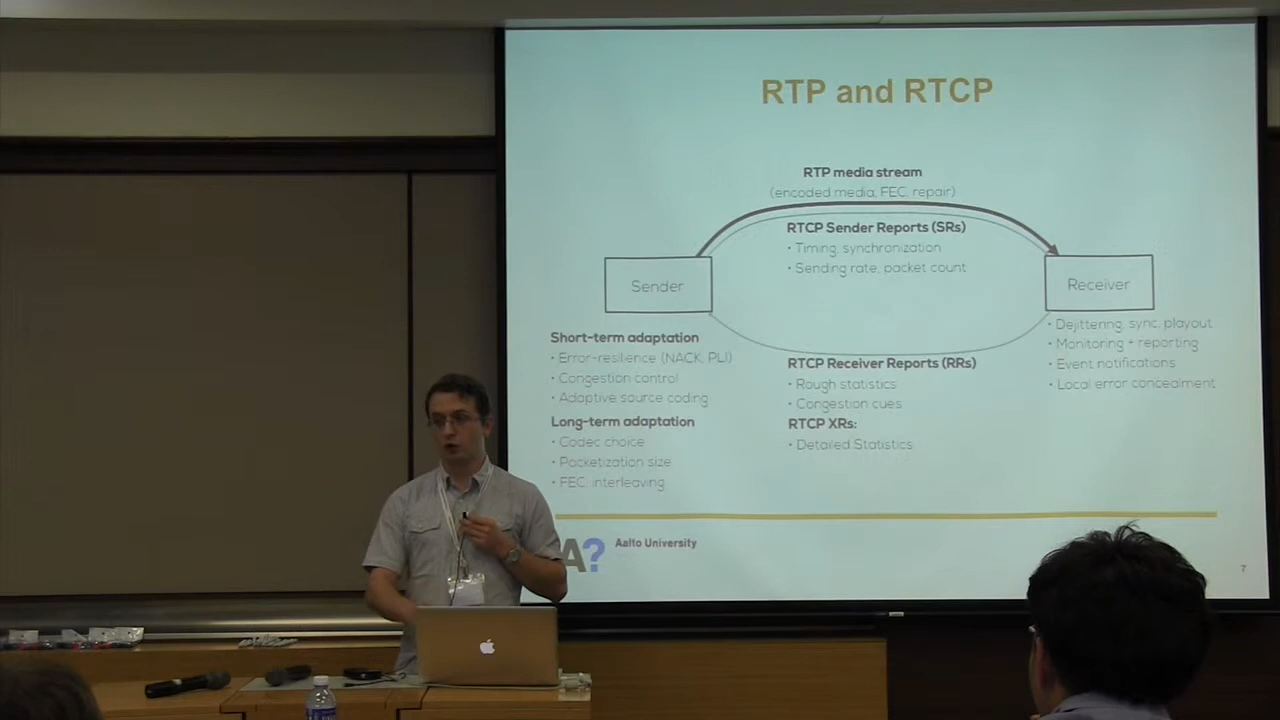 RTP and RTCP
RTP media stream
(encoded media, FEC, repair)
RTCP Sender Reports (SRs)
• Timing, synchronization
• Sending rate, packet count
Sender
Receiver
Short-term adaptation
• Error-resilience (NACK, PLI)
• Congestion control
• Adaptive source coding
Long-term adaptation
• Codec choice
• Packetization size
• FEC, interleaving
RTCP Receiver Reports (RRs)
• Rough statistics
• Congestion cues
RTCP XRs:
• Detailed Statistics
• Dejittering, sync, playout
• Monitoring + reporting
• Event notifications
• Local error concealment
A?
Aalto University
7